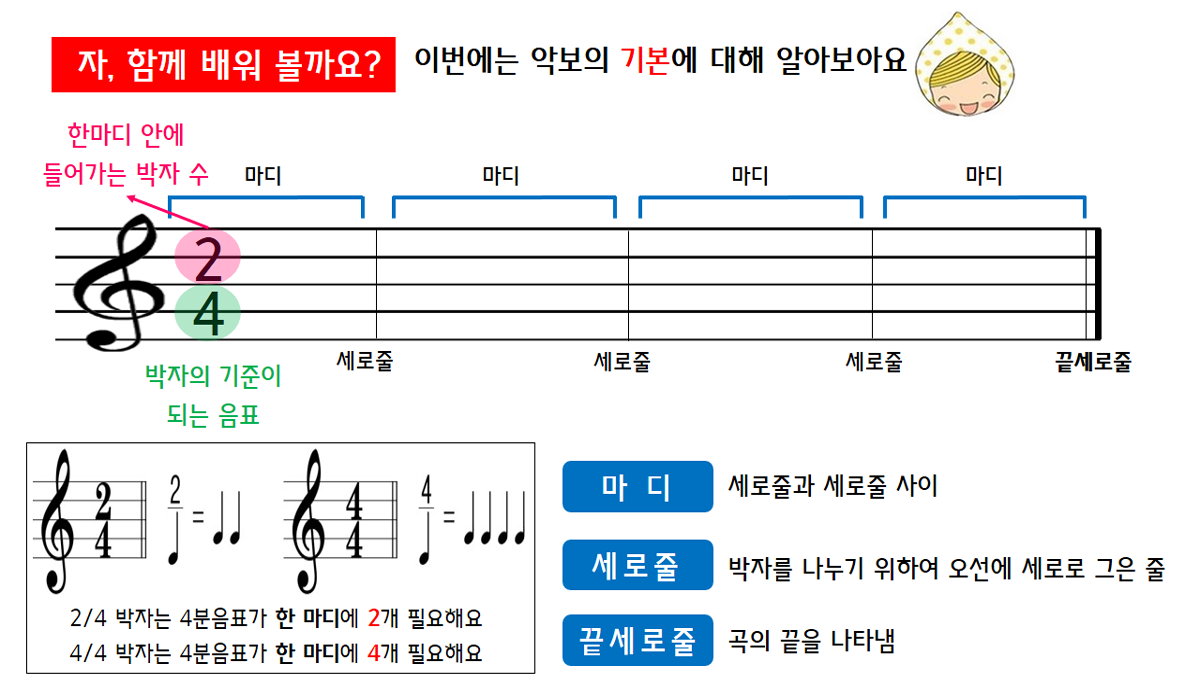 자, 함께 배워 볼까요?
이번에는 악보의 기본에 대해 알아보아요
한마디 안에
들어가는 박자 수
마디
마디
마디
마디
2
4
세로줄
세로줄
세로줄
끝세로줄
박자의 기준이
되는 음표
2
4
2
=
4
4
4
=
2/4 박자는 4분음표가 한 마디에 2개 필요해요
4/4 박자는 4분음표가 한 마디에 4개 필요해요
마 디
세로줄과 세로줄 사이
세로줄
박자를 나누기 위하여 오선에 세로로 그은 줄
끝세로줄
곡의 끝을 나타냄